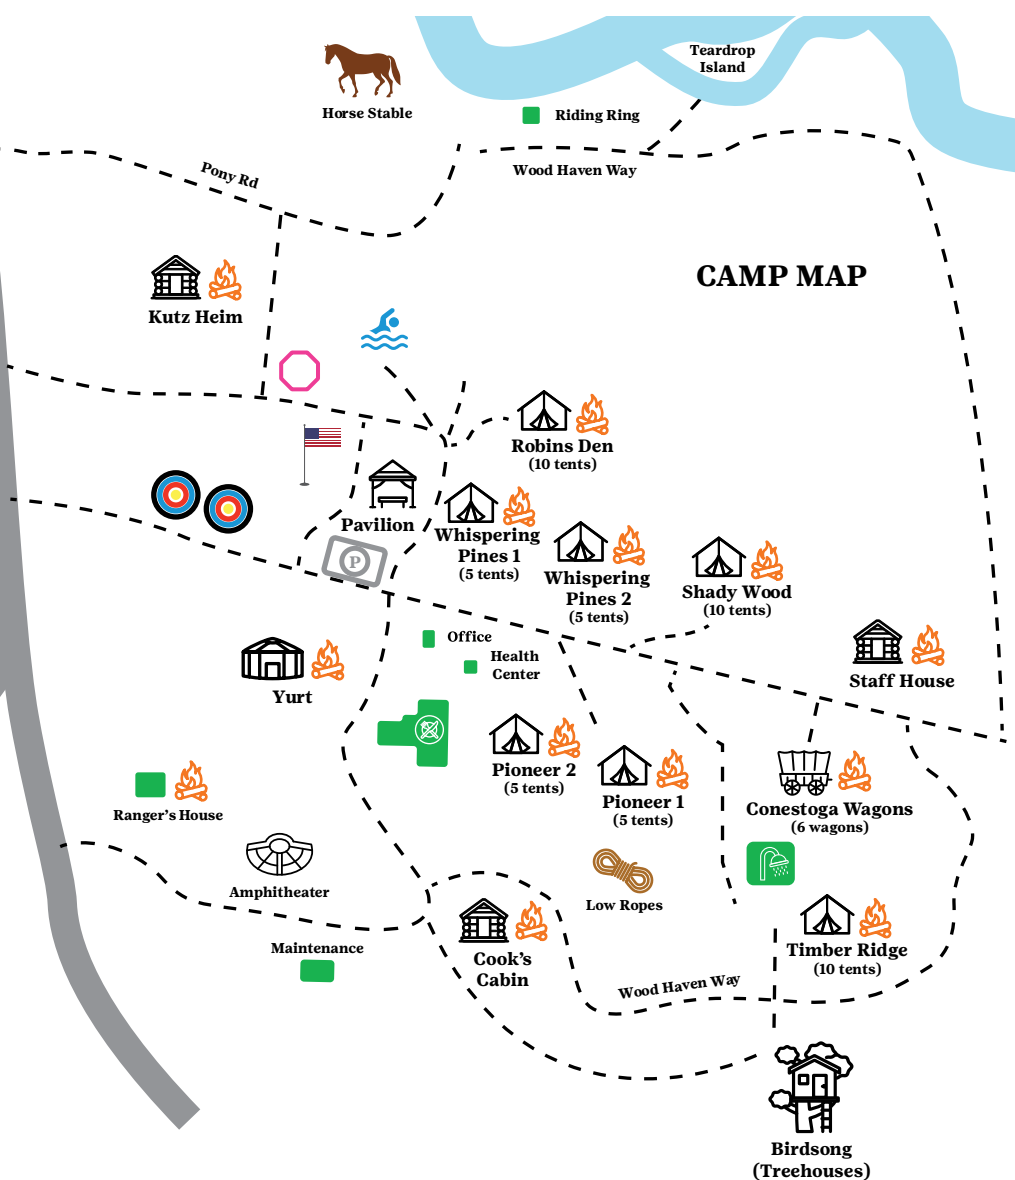 Teardrop
Island
Horse Stable
Riding Ring
Pony Rd
Wood Haven Way
CAMP MAP
Kutz Heim
Robins Den
(10 tents)
Pavilion
Whispering
Pines 1
(5 tents)
P
Whispering
Pines 2
(5 tents)
Shady Wood
(10 tents)
Office
Health
Center
Staff House
Yurt
Pioneer 2
(5 tents)
Pioneer 1
(5 tents)
Conestoga Wagons
(6 wagons)
Ranger's House
Amphitheater
Low Ropes
Maintenance
Cook's
Cabin
Timber Ridge
(10 tents)
Wood Haven Way
Birdsong
(Treehouses)